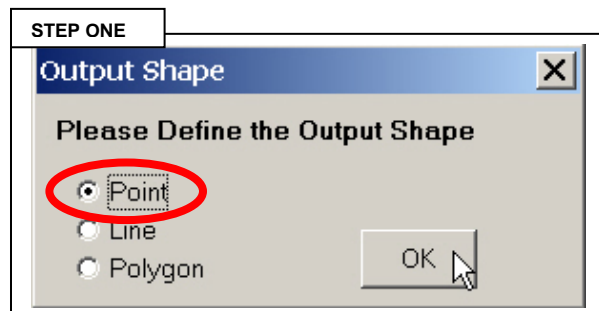 STEP ONE
Output Shape
Please Define the Output Shape
Point
Line
Polygon
OK